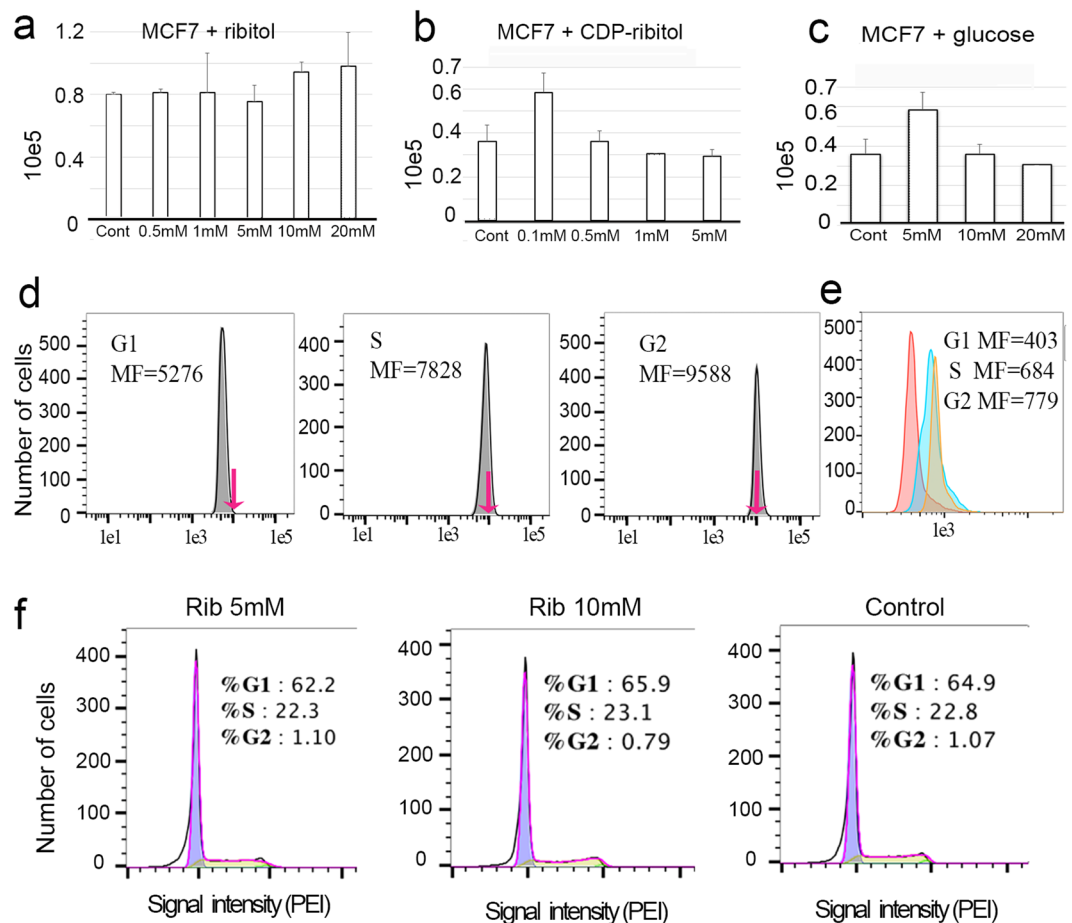 a
MCF7 + ribitol
1.2
0.8
0.4
0
10e5
Cont 0.5mM 1mM 5mM 10mM 20mM
b
MCF7 + CDP-ribitol
0.7
0.6
0.4
0.2
0
10e5
Cont 0.1mM 0.5mM 1mM 5mM
c
MCF7 + glucose
0.7
0.6
0.4
0.2
0
10e5
Cont 5mM 10mM 20mM
d
Number of cells
500
400
300
200
100
0
G1
MF=5276
1e1 1e3 1e5
400
300
200
100
0
S
MF=7828
1e1 1e3 1e5
500
400
300
200
100
0
G2
MF=9588
1e1 1e3 1e5
e
500
400
300
200
100
0
G1 MF=403
S MF=684
G2 MF=779
1e3
f
Number of cells
Rib 5mM
400
300
200
100
0
%G1 : 62.2
%S : 22.3
%G2 : 1.10
Signal intensity (PEI)
Rib 10mM
400
300
200
100
0
%G1 : 65.9
%S : 23.1
%G2 : 0.79
Signal intensity (PEI)
Control
400
300
200
100
0
%G1 : 64.9
%S : 22.8
%G2 : 1.07
Signal intensity (PEI)